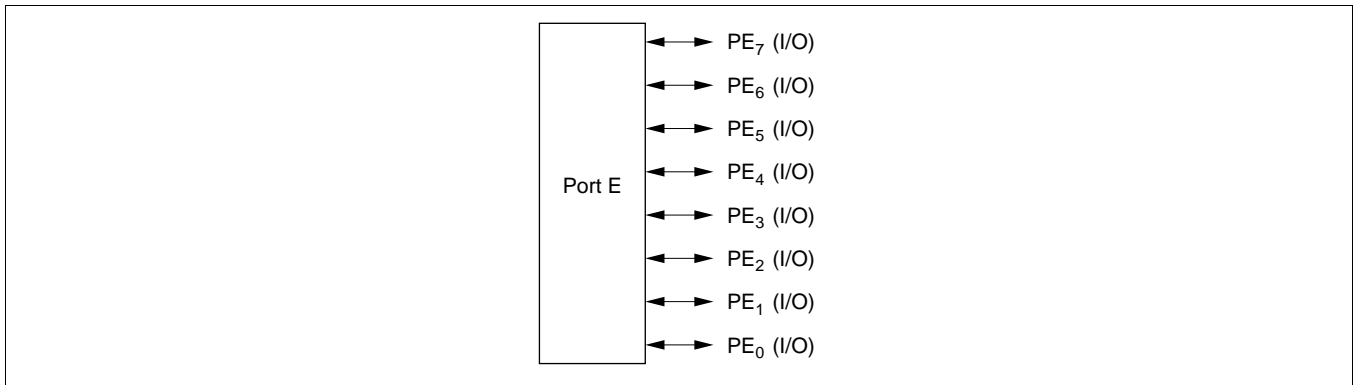 PE7 (I/O)
PE6 (I/O)
PE5 (I/O)
Port E
PE4 (I/O)
PE3 (I/O)
PE2 (I/O)
PE1 (I/O)
PE0 (I/O)